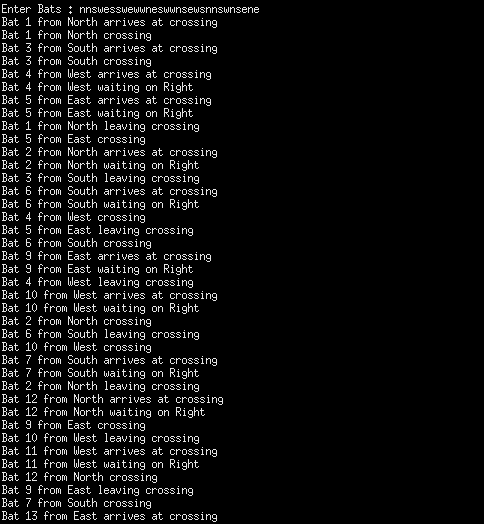 Enter Bats : nnswesswewwneswwnsewsnnswnsene
Bat 1 from North arrives at crossing
Bat 1 from North crossing
Bat 3 from South arrives at crossing
Bat 3 from South crossing
Bat 4 from West arrives at crossing
Bat 4 from West waiting on Right
Bat 5 from East arrives at crossing
Bat 5 from East waiting on Right
Bat 1 from North leaving crossing
Bat 5 from East crossing
Bat 2 from North arrives at crossing
Bat 2 from North waiting on Right
Bat 3 from South leaving crossing
Bat 6 from South arrives at crossing
Bat 6 from South waiting on Right
Bat 4 from West crossing
Bat 5 from East leaving crossing
Bat 6 from South crossing
Bat 9 from East arrives at crossing
Bat 9 from East waiting on Right
Bat 4 from West leaving crossing
Bat 10 from West arrives at crossing
Bat 10 from West waiting on Right
Bat 2 from North crossing
Bat 6 from South leaving crossing
Bat 10 from West crossing
Bat 7 from South arrives at crossing
Bat 7 from South waiting on Right
Bat 2 from North leaving crossing
Bat 12 from North arrives at crossing
Bat 12 from North waiting on Right
Bat 9 from East crossing
Bat 10 from West leaving crossing
Bat 11 from West arrives at crossing
Bat 11 from West waiting on Right
Bat 12 from North crossing
Bat 9 from East leaving crossing
Bat 7 from South crossing
Bat 13 from East arrives at crossing